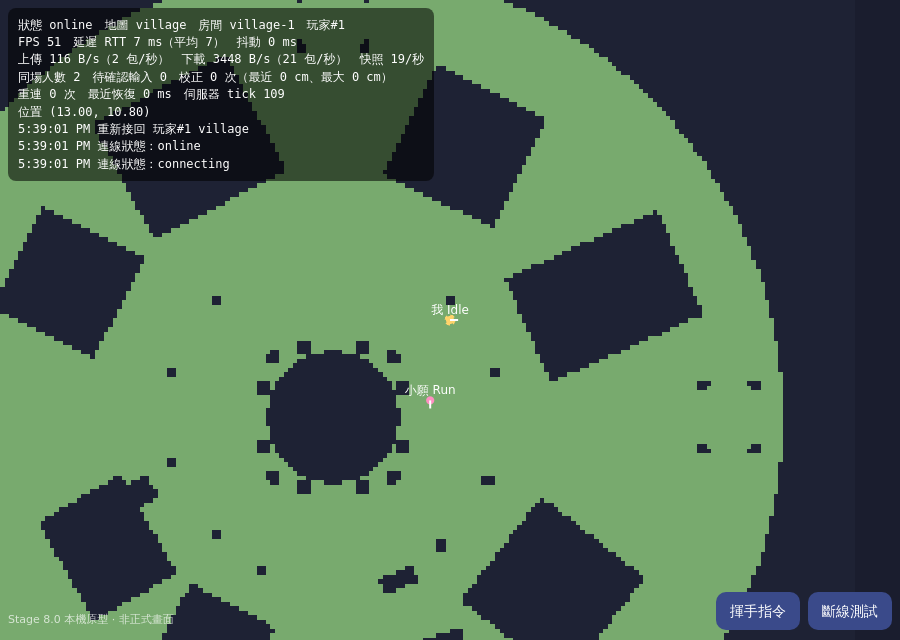 狀態 online 地圖 village 房間 village-1 玩家#1
FPS 51 延遲 RTT 7 ms（平均 7） 抖動 0 ms
上傳 116 B/s（2 包/秒） 下載 3448 B/s（21 包/秒） 快照 19/秒
同場人數 2 待確認輸入 0 校正 0 次（最近 0 cm、最大 0 cm）
重連 0 次 最近恢復 0 ms 伺服器 tick 109
位置 (13.00, 10.80)
5:39:01 PM 重新接回 玩家#1 village
5:39:01 PM 連線狀態：online
5:39:01 PM 連線狀態：connecting
我 Idle
小願 Run
Stage 8.0 本機原型 · 非正式畫面
揮手指令
斷線測試